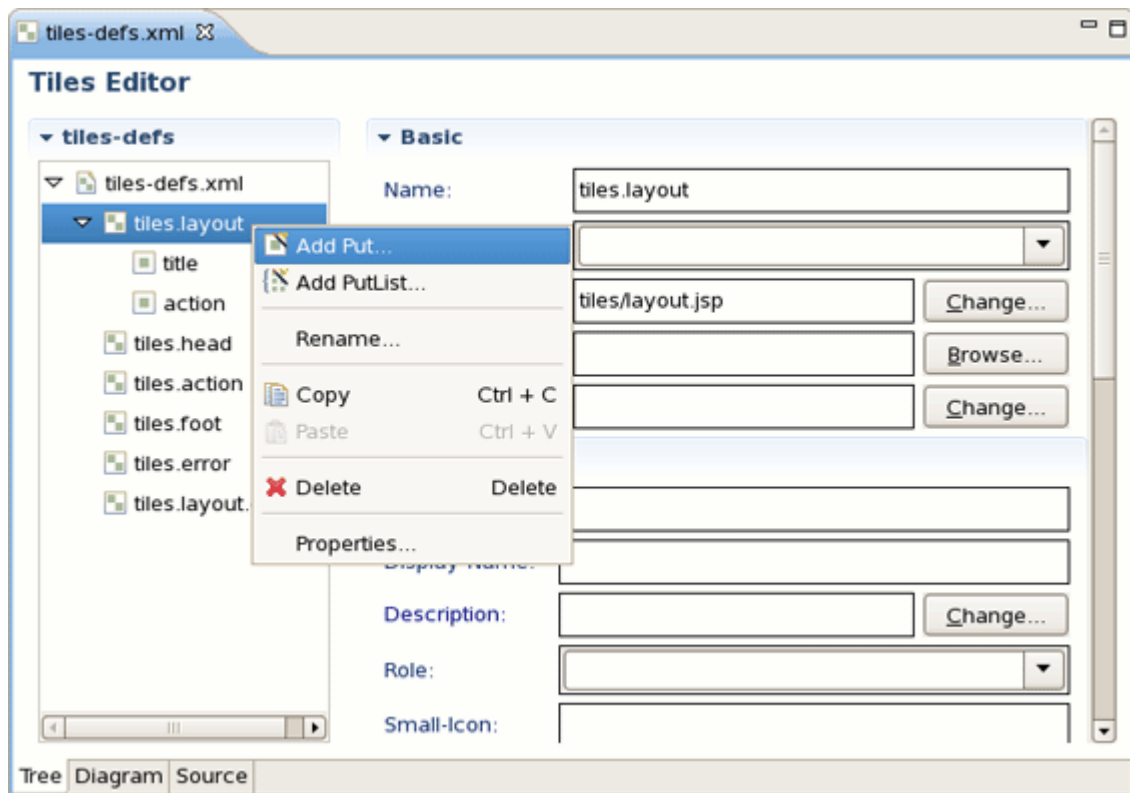 tiles-defs.xml
Tiles Editor
tiles-defs
tiles-defs.xml
tiles.layout
title
action
tiles.head
tiles.action
tiles.foot
tiles.error
tiles.layout.
Add Put...
Add PutList...
Rename...
Copy Ctrl + C
Paste Ctrl + V
Delete Delete
Properties...
Basic
Name: tiles.layout
tiles/layout.jsp Change...
Browse...
Change...
Display Name:
Description: Change...
Role:
Small-Icon:
Tree Diagram Source